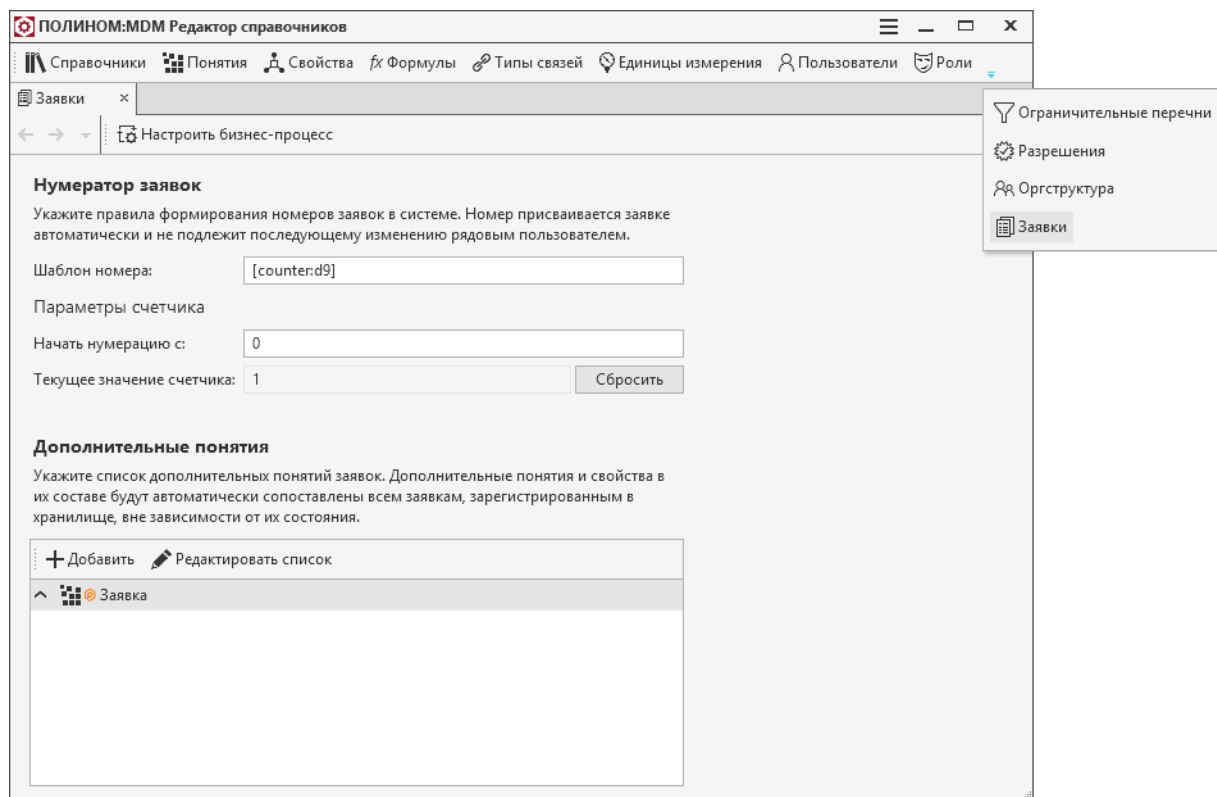 ПОЛИНОМ:MDM Редактор справочников
Справочники Понятия Свойства fx Формулы Типы связей Единицы измерения Пользователи Роли
Заявки
Настроить бизнес-процесс
Ограничительные перечни
Разрешения
Оргструктура
Заявки
Нумератор заявок
Укажите правила формирования номеров заявок в системе. Номер присваивается заявке
автоматически и не подлежит последующему изменению рядовым пользователем.
Шаблон номера: [counter:d9]
Параметры счетчика
Начать нумерацию с: 0
Текущее значение счетчика: 1 Сбросить
Дополнительные понятия
Укажите список дополнительных понятий заявок. Дополнительные понятия и свойства в
их составе будут автоматически сопоставлены всем заявкам, зарегистрированным в
хранилище, вне зависимости от их состояния.
Добавить Редактировать список
Заявка